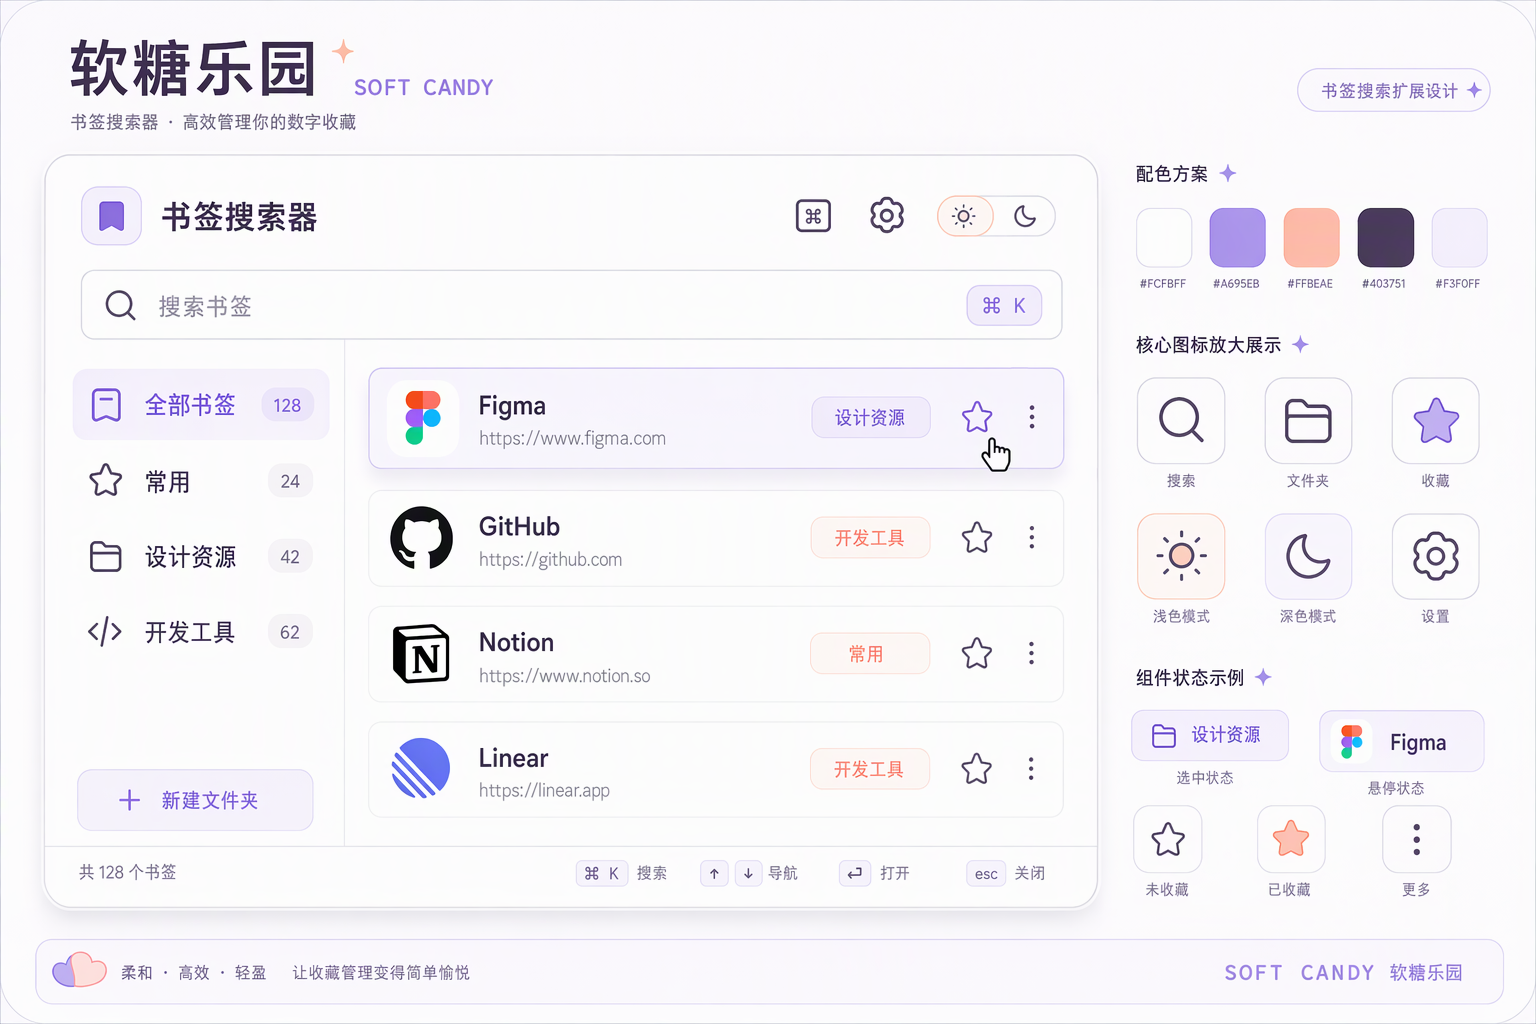 软糖乐园
SOFT CANDY
书签搜索器 · 高效管理你的数字收藏
书签搜索扩展设计
书签搜索器
⌘
搜索书签
⌘ K
全部书签 128
常用 24
设计资源 42
开发工具 62
+ 新建文件夹
Figma
https://www.figma.com
设计资源
GitHub
https://github.com
开发工具
N
Notion
https://www.notion.so
常用
Linear
https://linear.app
开发工具
共 128 个书签
⌘ K 搜索
↑ ↓ 导航
↵ 打开
esc 关闭
配色方案
#FCFBFF #A695EB #FFBEAE #403751 #F3F0FF
核心图标放大展示
搜索 文件夹 收藏
浅色模式 深色模式 设置
组件状态示例
设计资源
选中状态
Figma
悬停状态
未收藏 已收藏 更多
柔和 · 高效 · 轻盈 让收藏管理变得简单愉悦
SOFT CANDY 软糖乐园